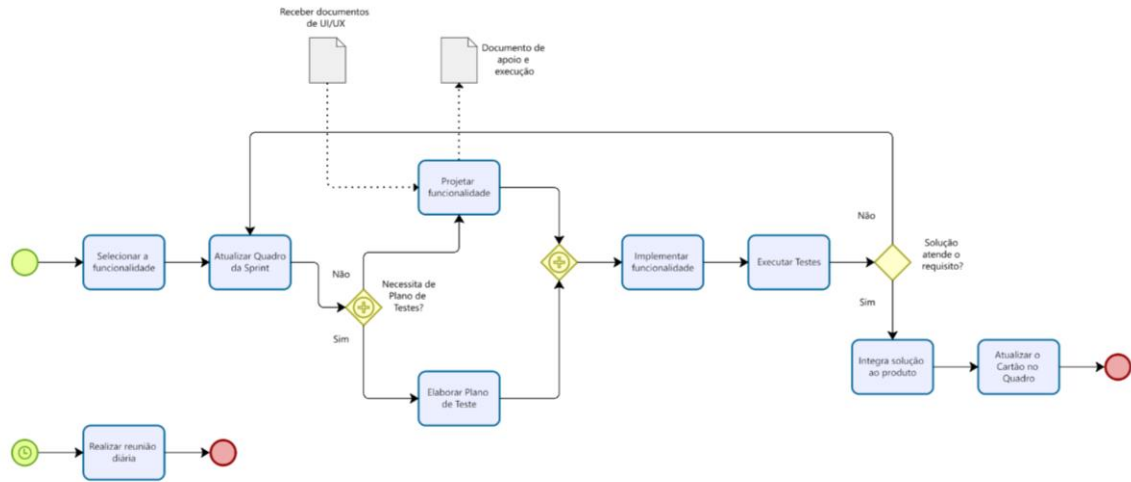 Receber documentos
de UI/UX
Documento de
apoio e
execução
Projetar
funcionalidade
Não
Selecionar a
funcionalidade
Atualizar Quadro
da Sprint
Não
Necessita de
Plano de
Testes?
Sim
Implementar
funcionalidade
Executar Testes
Solução
atende o
requisito?
Sim
Elaborar Plano
de Teste
Integra solução
ao produto
Atualizar o
Cartão no
Quadro
Realizar reunião
diária